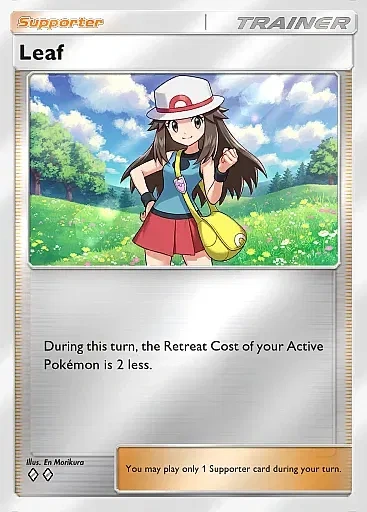 Supporter
TRAINER
Leaf
During this turn, the Retreat Cost of your Active
Pokémon is 2 less.
Illus. En Morikura
You may play only 1 Supporter card during your turn.